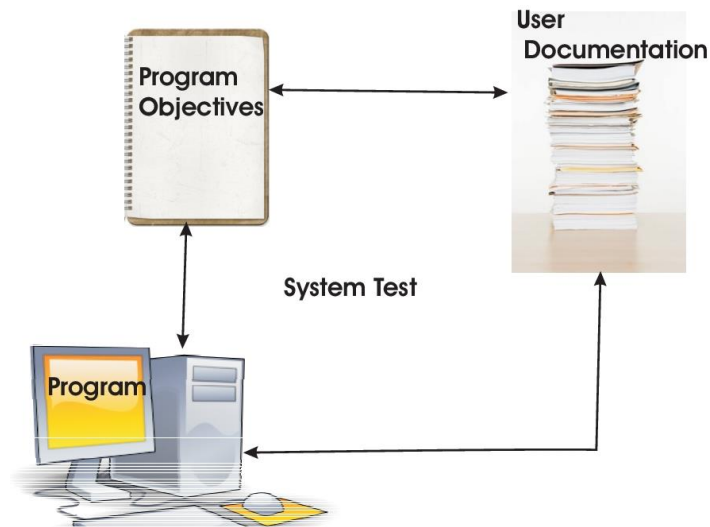 User
Documentation
Program
Objectives
System Test
Program